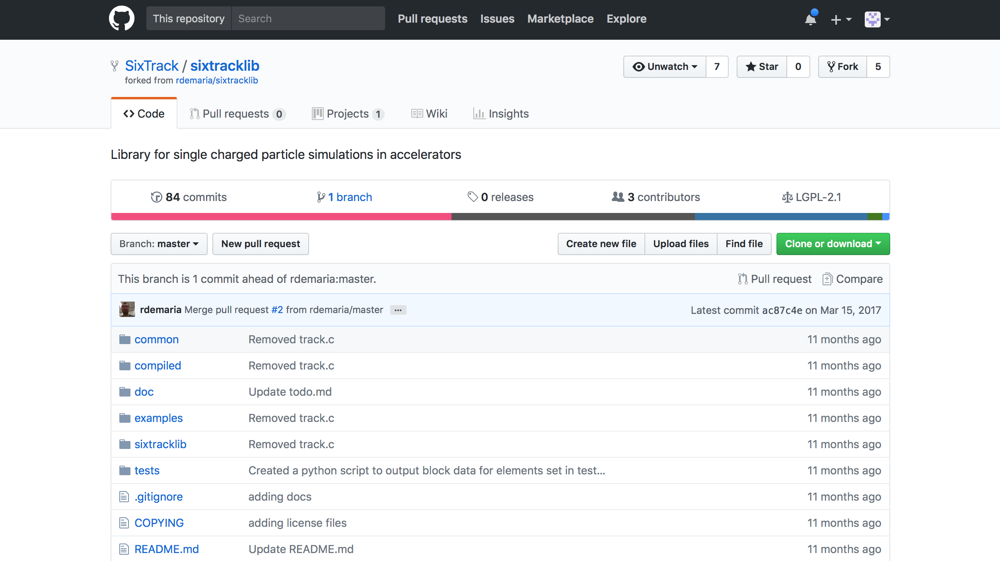 This repository Search Pull requests Issues Marketplace Explore
SixTrack / sixtracklib Unwatch 7 Star 0 Fork 5
forked from rdemaria/sixtracklib
Code Pull requests 0 Projects 1 Wiki Insights
Library for single charged particle simulations in accelerators
84 commits 1 branch 0 releases 3 contributors LGPL-2.1
Branch: master New pull request Create new file Upload files Find file Clone or download
This branch is 1 commit ahead of rdemaria:master. Pull request Compare
rdemaria Merge pull request #2 from rdemaria/master ... Latest commit ac87c4e on Mar 15, 2017
common Removed track.c 11 months ago
compiled Removed track.c 11 months ago
doc Update todo.md 11 months ago
examples Removed track.c 11 months ago
sixtracklib Removed track.c 11 months ago
tests Created a python script to output block data for elements set in test... 11 months ago
.gitignore adding docs 11 months ago
COPYING adding license files 11 months ago
README.md Update README.md 11 months ago